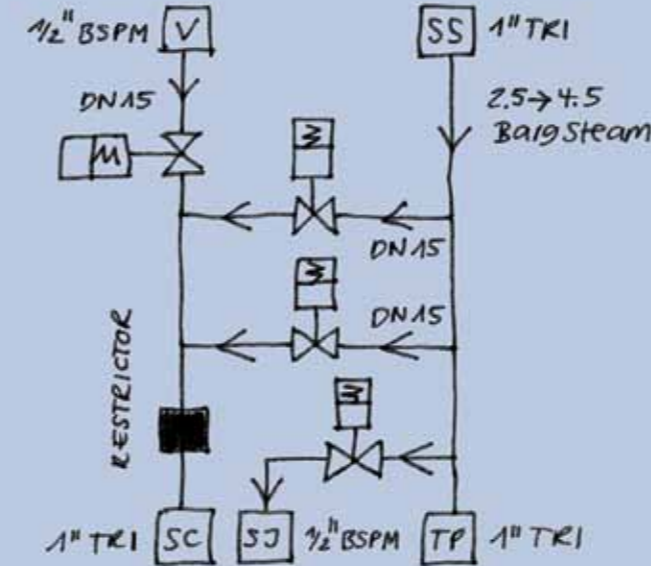 1/2" BSPM V
SS 1" TRI
DN15
2.5→4.5
Barg Steam
M
M
DN15
M
DN15
RESTRICTOR
M
1" TRI SC
SJ 1/2" BSPM
TP 1" TRI